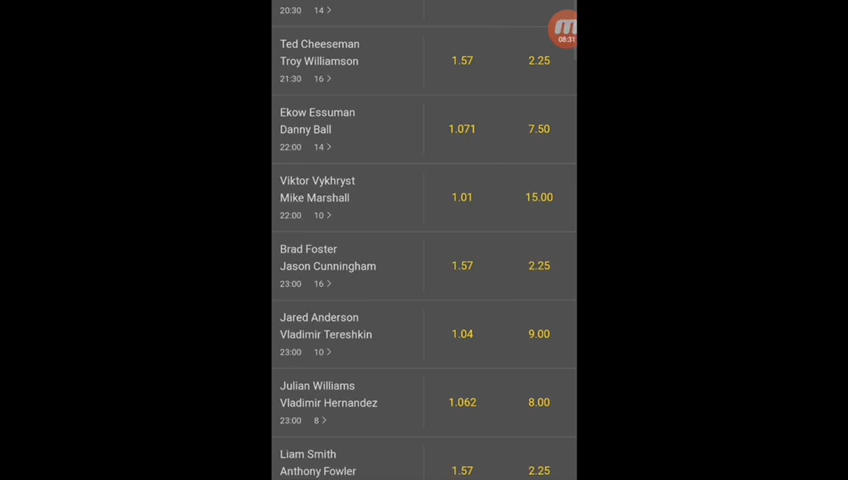 20:30 14 >
08:31
Ted Cheeseman
Troy Williamson
1.57 2.25
21:30 16 >
Ekow Essuman
Danny Ball
1.071 7.50
22:00 14 >
Viktor Vykhryst
Mike Marshall
1.01 15.00
22:00 10 >
Brad Foster
Jason Cunningham
1.57 2.25
23:00 16 >
Jared Anderson
Vladimir Tereshkin
1.04 9.00
23:00 10 >
Julian Williams
Vladimir Hernandez
1.062 8.00
23:00 8 >
Liam Smith
Anthony Fowler
1.57 2.25